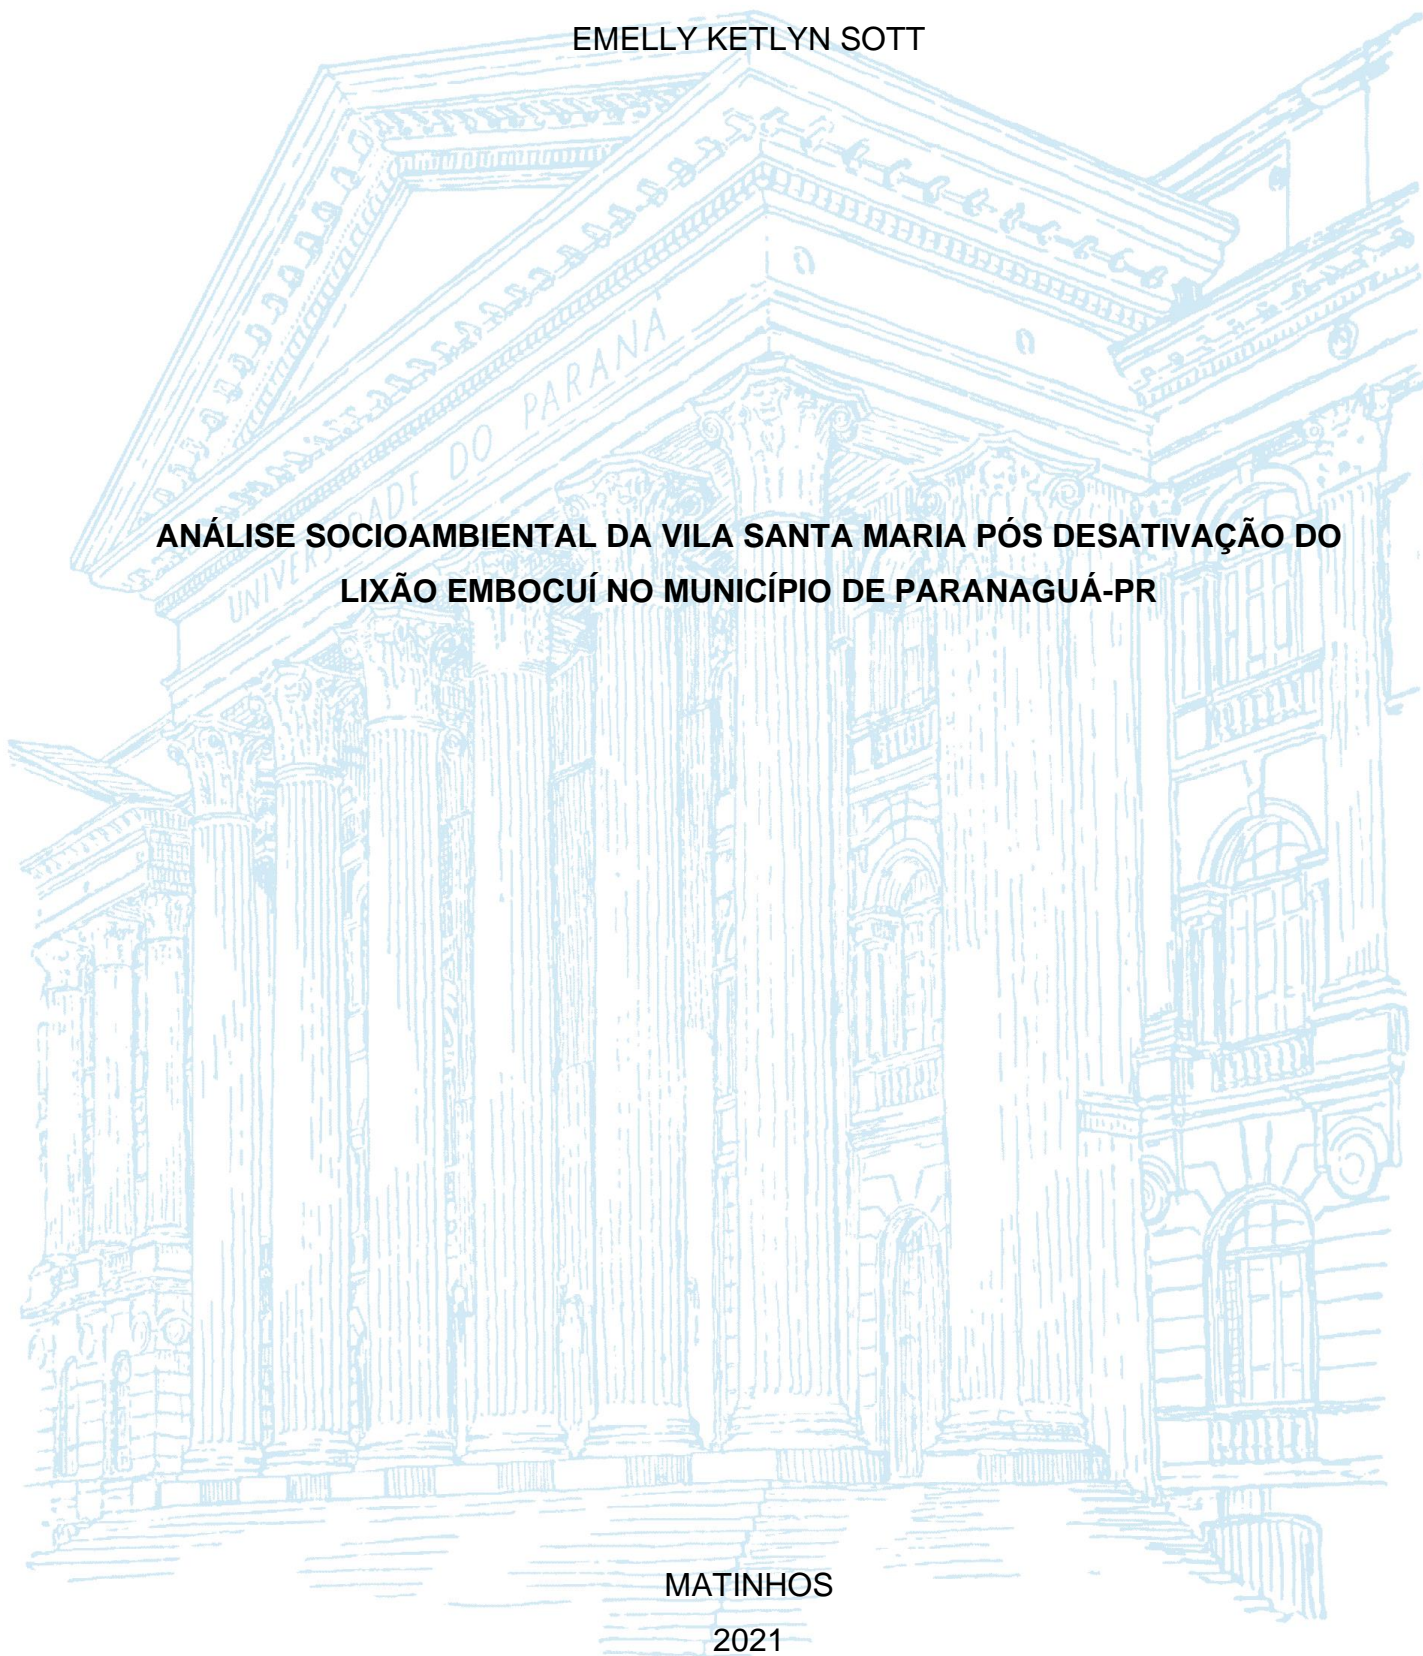 EMELLY KETLYN SOTT
UNIVERSIDADE DO PARANÁ
ANÁLISE SOCIOAMBIENTAL DA VILA SANTA MARIA PÓS DESATIVAÇÃO DO
LIXÃO EMBOCUÍ NO MUNICÍPIO DE PARANAGUÁ-PR
MATINHOS
2021